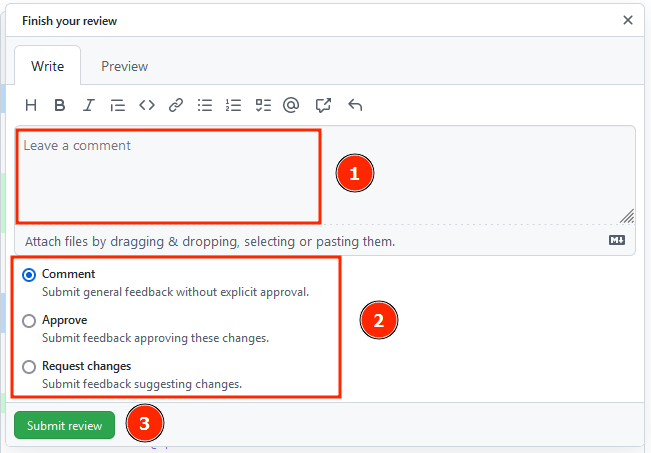 Finish your review
Write Preview
Leave a comment
1
Attach files by dragging & dropping, selecting or pasting them.
Comment
Submit general feedback without explicit approval.
2
Approve
Submit feedback approving these changes.
Request changes
Submit feedback suggesting changes.
Submit review 3